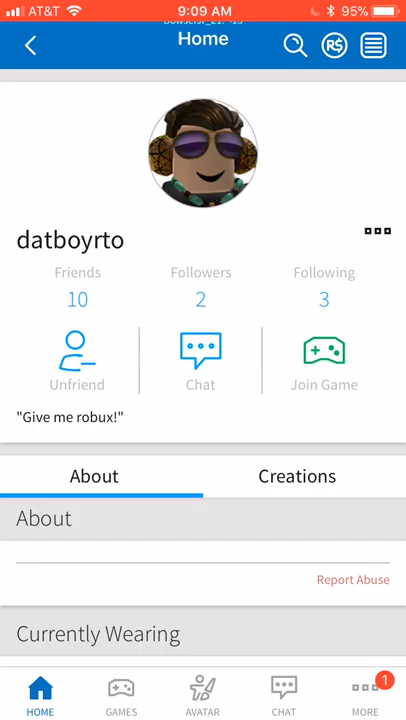 AT&T 9:09 AM 95%
Home
R$
datboyrto
Friends Followers Following
10 2 3
Unfriend Chat Join Game
"Give me robux!"
About Creations
About
Report Abuse
Currently Wearing
1
HOME GAMES AVATAR CHAT MORE